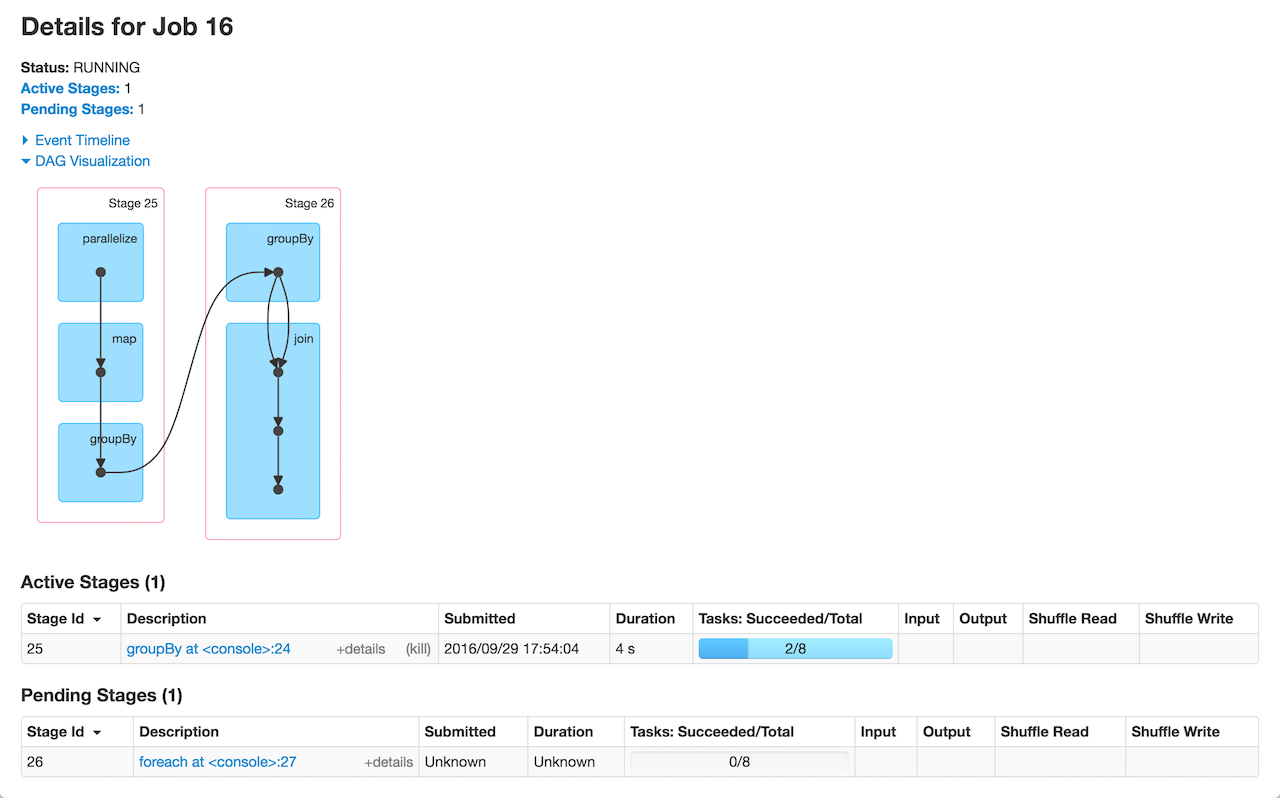 Details for Job 16
Status: RUNNING
Active Stages: 1
Pending Stages: 1
Event Timeline
DAG Visualization
Stage 25
parallelize
map
groupBy
Stage 26
groupBy
join
Active Stages (1)
Stage Id Description Submitted Duration Tasks: Succeeded/Total Input Output Shuffle Read Shuffle Write
25 groupBy at <console>:24 +details (kill) 2016/09/29 17:54:04 4 s 2/8
Pending Stages (1)
Stage Id Description Submitted Duration Tasks: Succeeded/Total Input Output Shuffle Read Shuffle Write
26 foreach at <console>:27 +details Unknown Unknown 0/8